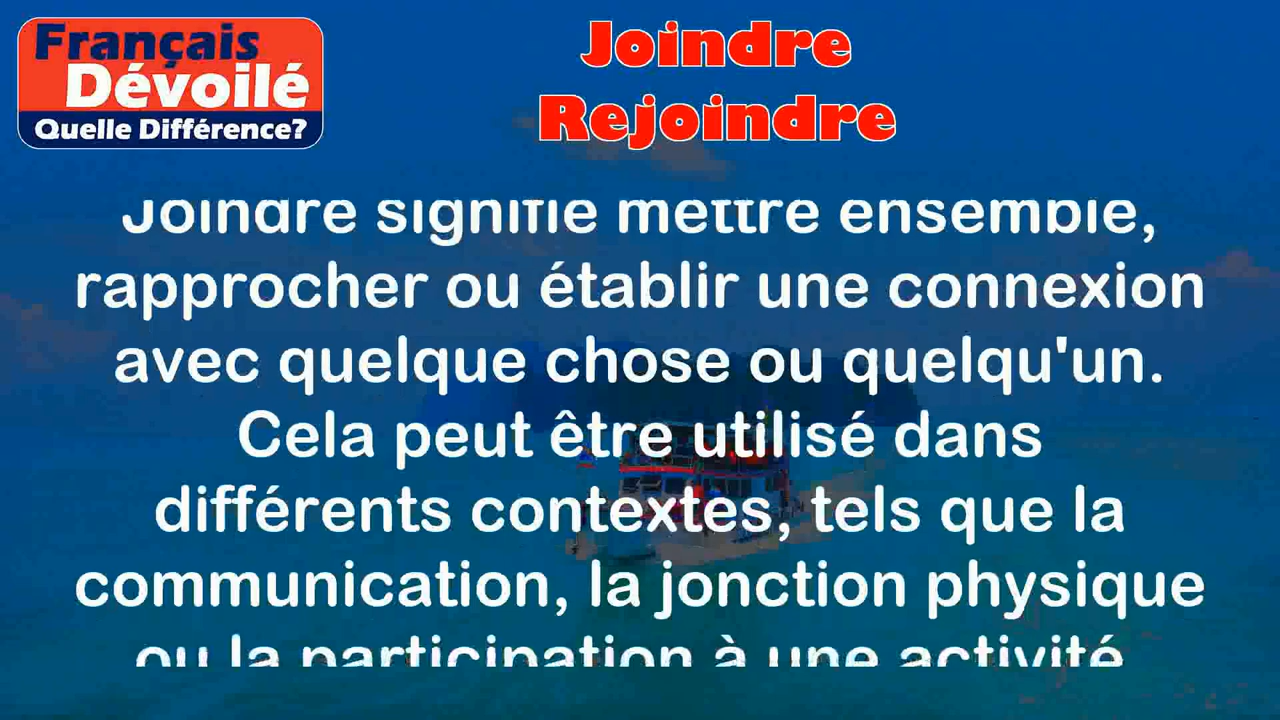 Français
Dévoilé
Quelle Différence?
Joindre
Rejoindre
Joindre signifie mettre ensemble,
rapprocher ou établir une connexion
avec quelque chose ou quelqu'un.
Cela peut être utilisé dans
différents contextes, tels que la
communication, la jonction physique
ou la participation à une activité